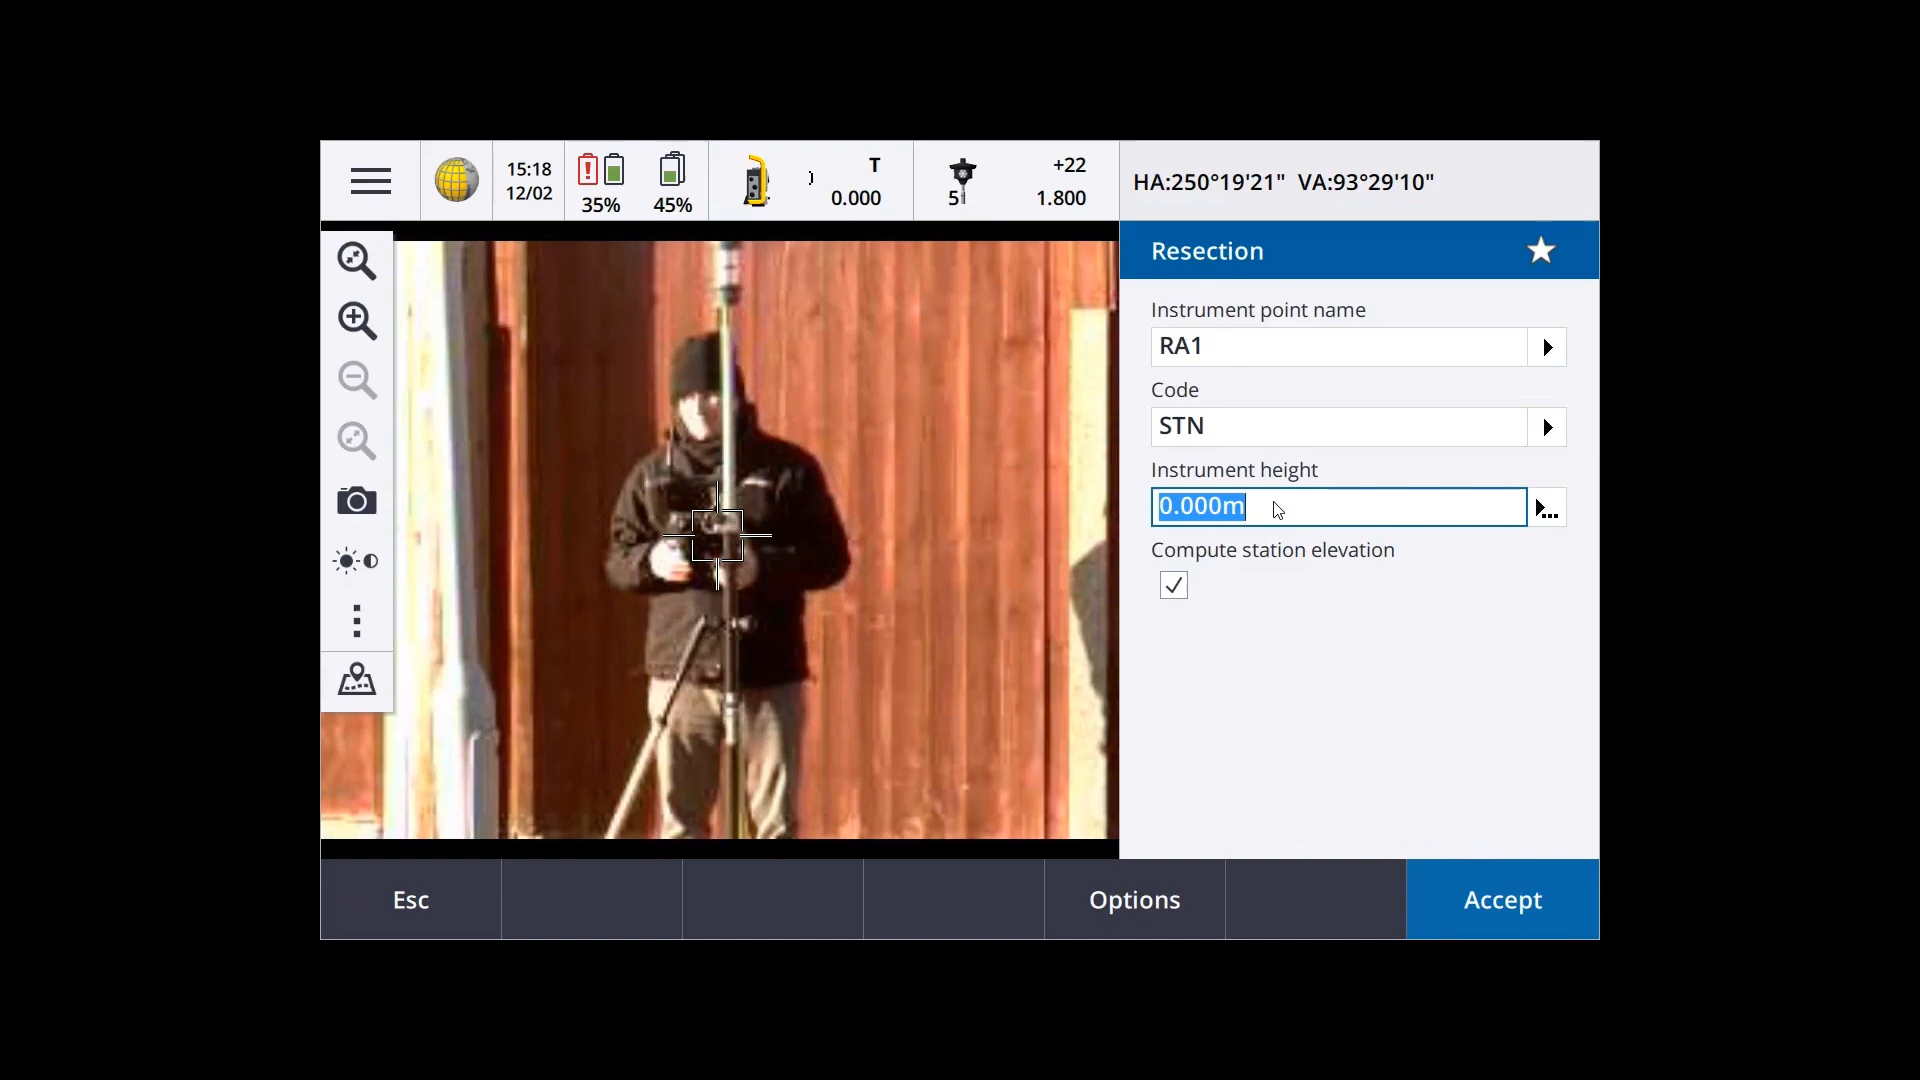 15:18
12/02
35%
45%
T
0.000
5
+22
1.800
HA:250°19'21" VA:93°29'10"
Resection
Instrument point name
RA1
Code
STN
Instrument height
0.000m
Compute station elevation
Esc
Options
Accept